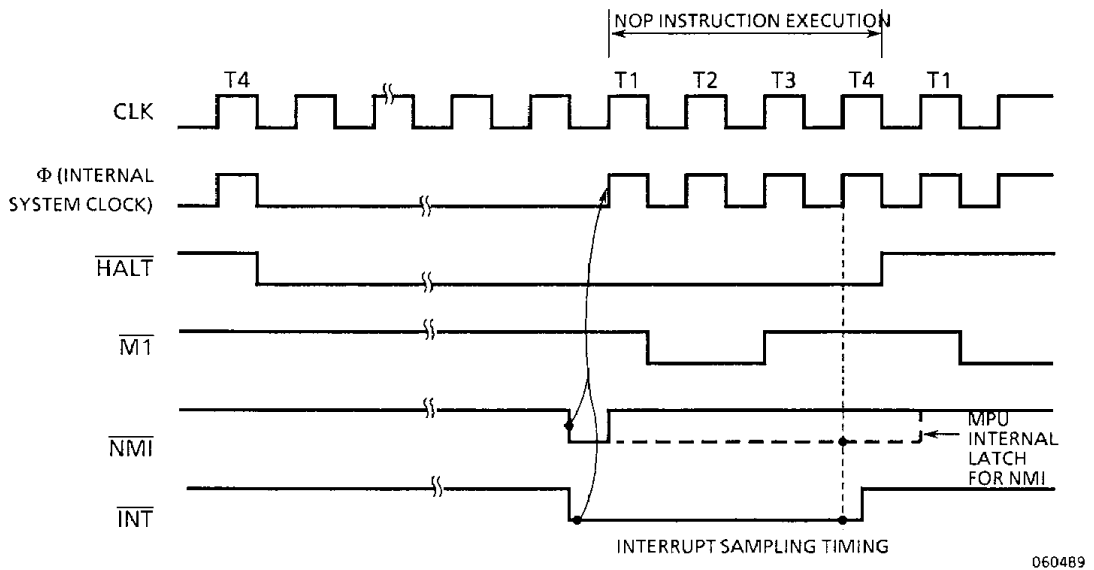 NOP INSTRUCTION EXECUTION
T4 T1 T2 T3 T4 T1
CLK
Φ (INTERNAL
SYSTEM CLOCK)
HALT
M1
NMI
MPU
INTERNAL
LATCH
FOR NMI
INT
INTERRUPT SAMPLING TIMING
060489